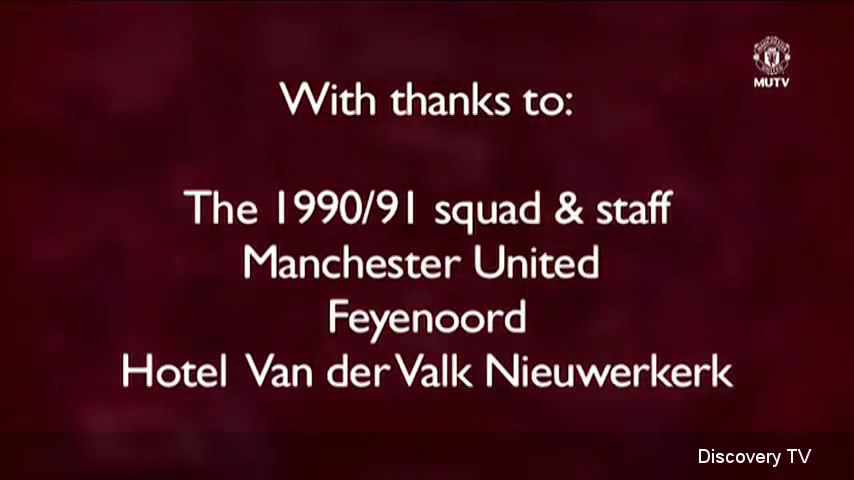 With thanks to:
The 1990/91 squad & staff
Manchester United
Feyenoord
Hotel Van der Valk Nieuwerkerk
MUTV
Discovery TV